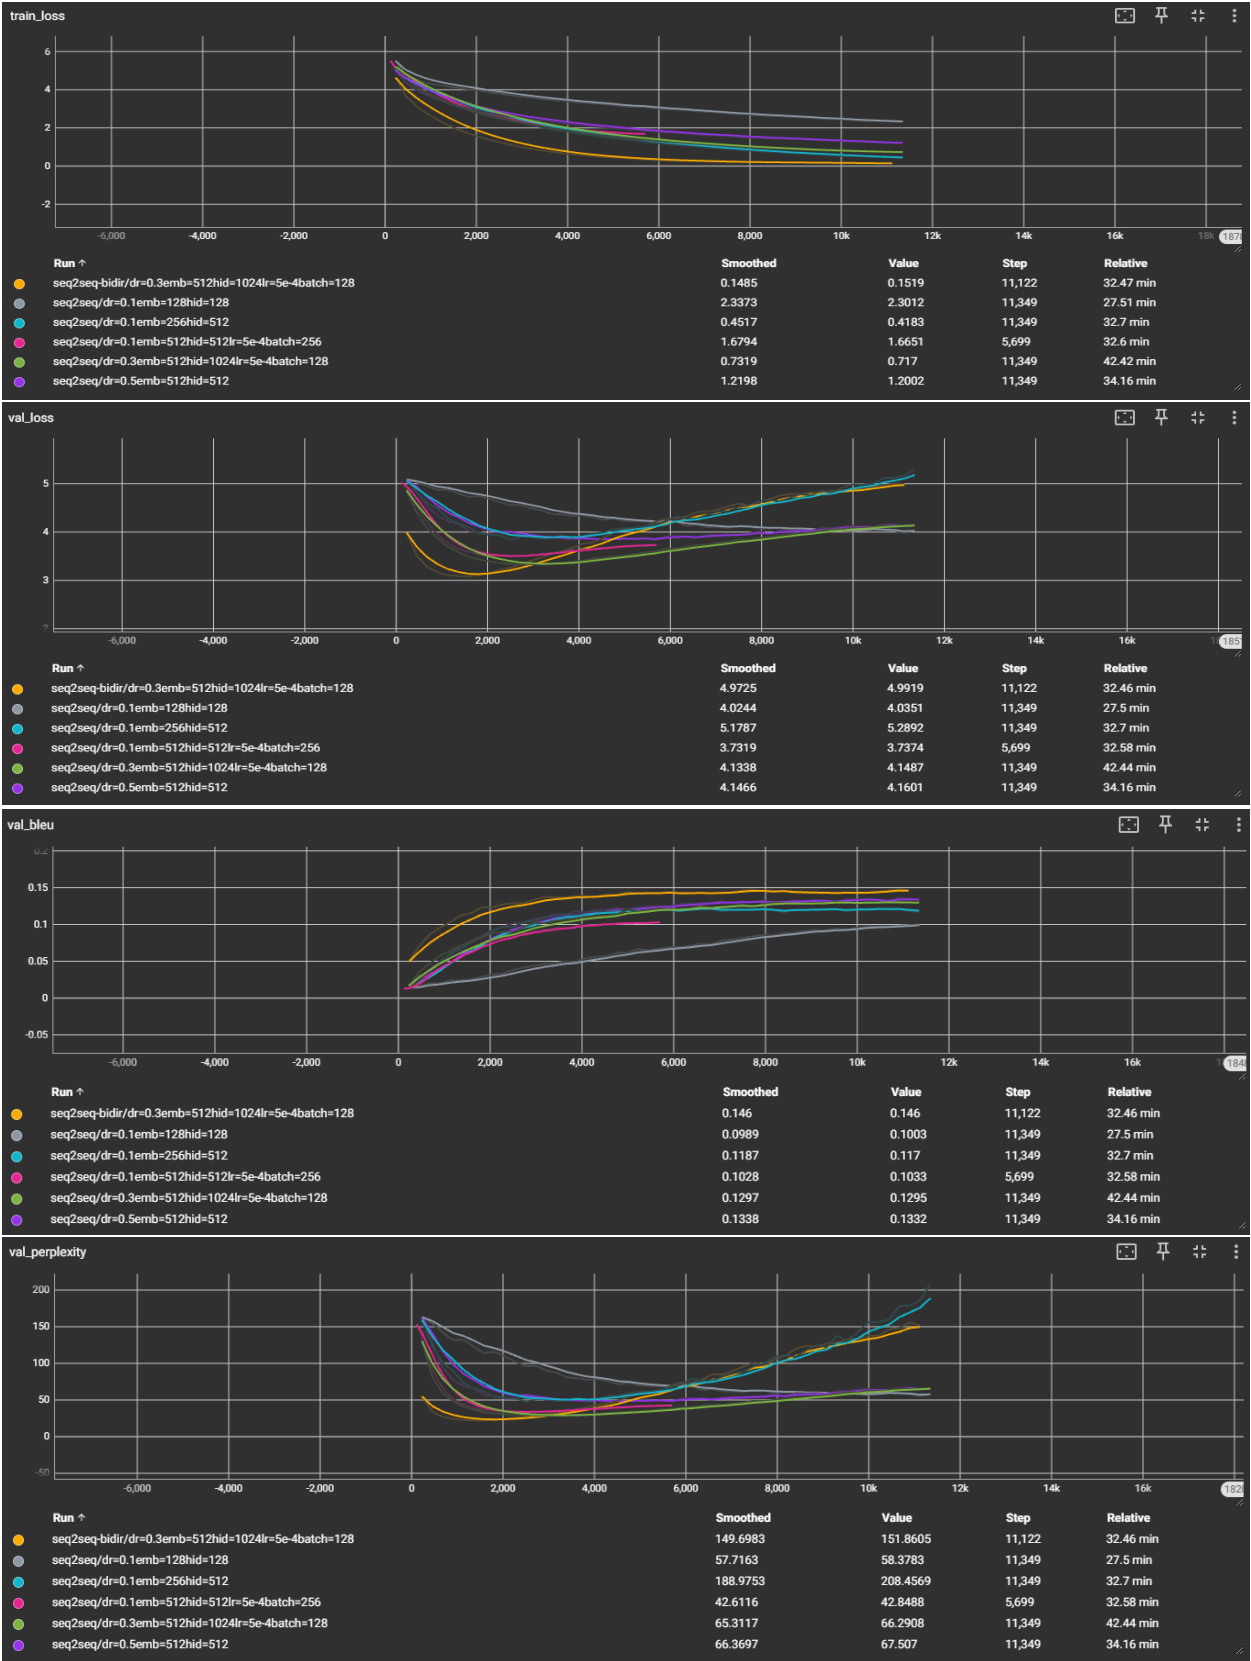 train_loss
6
4
2
0
-2
-6,000 -4,000 -2,000 0 2,000 4,000 6,000 8,000 10k 12k 14k 16k 18k 1878
Run ↑ Smoothed Value Step Relative
seq2seq-bidir/dr=0.3emb=512hid=1024lr=5e-4batch=128 0.1485 0.1519 11,122 32.47 min
seq2seq/dr=0.1emb=128hid=128 2.3373 2.3012 11,349 27.51 min
seq2seq/dr=0.1emb=256hid=512 0.4517 0.4183 11,349 32.7 min
seq2seq/dr=0.1emb=512hid=512lr=5e-4batch=256 1.6794 1.6651 5,699 32.6 min
seq2seq/dr=0.3emb=512hid=1024lr=5e-4batch=128 0.7319 0.717 11,349 42.42 min
seq2seq/dr=0.5emb=512hid=512 1.2198 1.2002 11,349 34.16 min
val_loss
5
4
3
-6,000 -4,000 -2,000 0 2,000 4,000 6,000 8,000 10k 12k 14k 16k
Run ↑ Smoothed Value Step Relative
seq2seq-bidir/dr=0.3emb=512hid=1024lr=5e-4batch=128 4.9725 4.9919 11,122 32.46 min
seq2seq/dr=0.1emb=128hid=128 4.0244 4.0351 11,349 27.5 min
seq2seq/dr=0.1emb=256hid=512 5.1787 5.2892 11,349 32.7 min
seq2seq/dr=0.1emb=512hid=512lr=5e-4batch=256 3.7319 3.7374 5,699 32.58 min
seq2seq/dr=0.3emb=512hid=1024lr=5e-4batch=128 4.1338 4.1487 11,349 42.44 min
seq2seq/dr=0.5emb=512hid=512 4.1466 4.1601 11,349 34.16 min
val_bleu
0.2
0.15
0.1
0.05
0
-0.05
-6,000 -4,000 -2,000 0 2,000 4,000 6,000 8,000 10k 12k 14k 16k
Run ↑ Smoothed Value Step Relative
seq2seq-bidir/dr=0.3emb=512hid=1024lr=5e-4batch=128 0.146 0.146 11,122 32.46 min
seq2seq/dr=0.1emb=128hid=128 0.0989 0.1003 11,349 27.5 min
seq2seq/dr=0.1emb=256hid=512 0.1187 0.117 11,349 32.7 min
seq2seq/dr=0.1emb=512hid=512lr=5e-4batch=256 0.1028 0.1033 5,699 32.58 min
seq2seq/dr=0.3emb=512hid=1024lr=5e-4batch=128 0.1297 0.1295 11,349 42.44 min
seq2seq/dr=0.5emb=512hid=512 0.1338 0.1332 11,349 34.16 min
val_perplexity
200
150
100
50
0
-50
-6,000 -4,000 -2,000 0 2,000 4,000 6,000 8,000 10k 12k 14k 16k 1820
Run ↑ Smoothed Value Step Relative
seq2seq-bidir/dr=0.3emb=512hid=1024lr=5e-4batch=128 149.6983 151.8605 11,122 32.46 min
seq2seq/dr=0.1emb=128hid=128 57.7163 58.3783 11,349 27.5 min
seq2seq/dr=0.1emb=256hid=512 188.9753 208.4569 11,349 32.7 min
seq2seq/dr=0.1emb=512hid=512lr=5e-4batch=256 42.6116 42.8488 5,699 32.58 min
seq2seq/dr=0.3emb=512hid=1024lr=5e-4batch=128 65.3117 66.2908 11,349 42.44 min
seq2seq/dr=0.5emb=512hid=512 66.3697 67.507 11,349 34.16 min